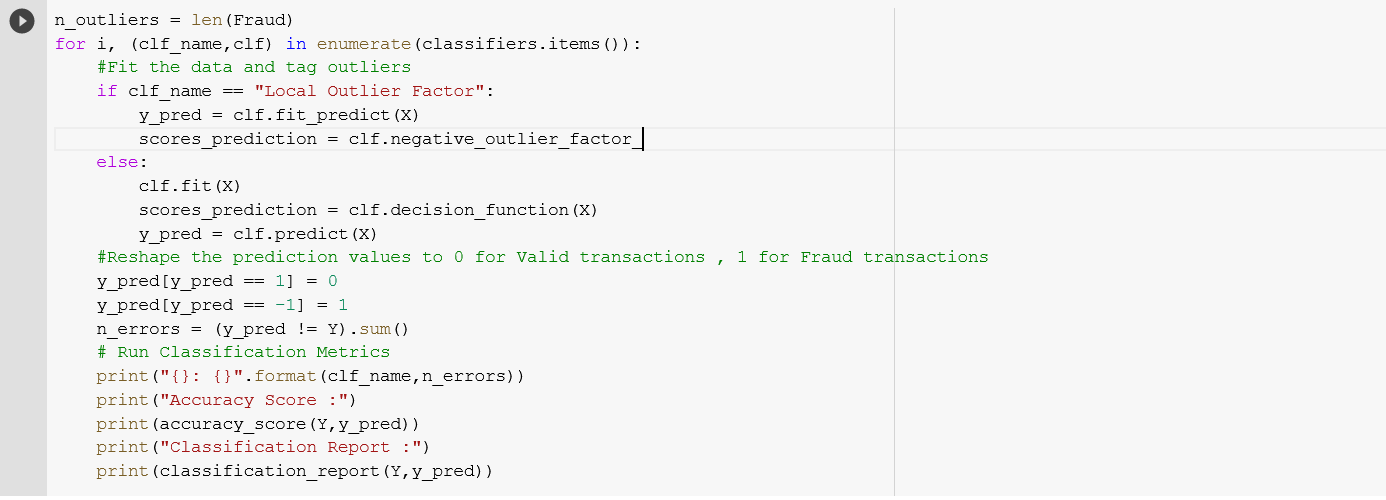 n_outliers = len(Fraud)
for i, (clf_name,clf) in enumerate(classifiers.items()):
    #Fit the data and tag outliers
    if clf_name == "Local Outlier Factor":
        y_pred = clf.fit_predict(X)
        scores_prediction = clf.negative_outlier_factor_
    else:
        clf.fit(X)
        scores_prediction = clf.decision_function(X)
        y_pred = clf.predict(X)
    #Reshape the prediction values to 0 for Valid transactions , 1 for Fraud transactions
    y_pred[y_pred == 1] = 0
    y_pred[y_pred == -1] = 1
    n_errors = (y_pred != Y).sum()
    # Run Classification Metrics
    print("{}: {}".format(clf_name,n_errors))
    print("Accuracy Score :")
    print(accuracy_score(Y,y_pred))
    print("Classification Report :")
    print(classification_report(Y,y_pred))